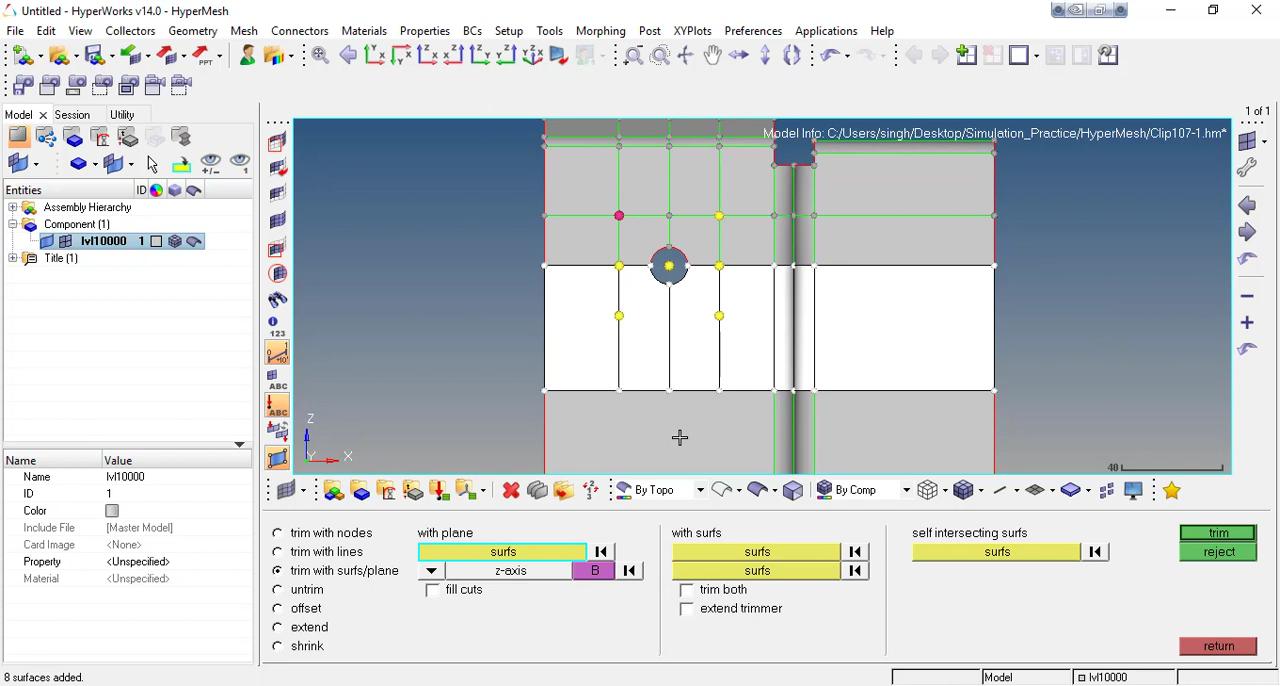 Untitled - HyperWorks v14.0 - HyperMesh
File Edit View Collectors Geometry Mesh Connectors Materials Properties BCs Setup Tools Morphing Post XYPlots Preferences Applications Help
Model Session Utility
1 of 1
Model Info: C:/Users/singh/Desktop/Simulation_Practice/HyperMesh/Clip107-1.hm*
Entities ID
Assembly Hierarchy
Component (1)
lvl10000 1
Title (1)
123
ABC
ABC
Z
Y X
40
Name Value
Name lvl10000
ID 1
Color
Include File [Master Model]
Card Image <None>
Property <Unspecified>
Material <Unspecified>
By Topo By Comp
trim with nodes with plane with surfs self intersecting surfs trim
trim with lines surfs surfs surfs reject
trim with surfs/plane z-axis B surfs
untrim fill cuts trim both
offset extend trimmer
extend
shrink return
8 surfaces added. Model lvl10000